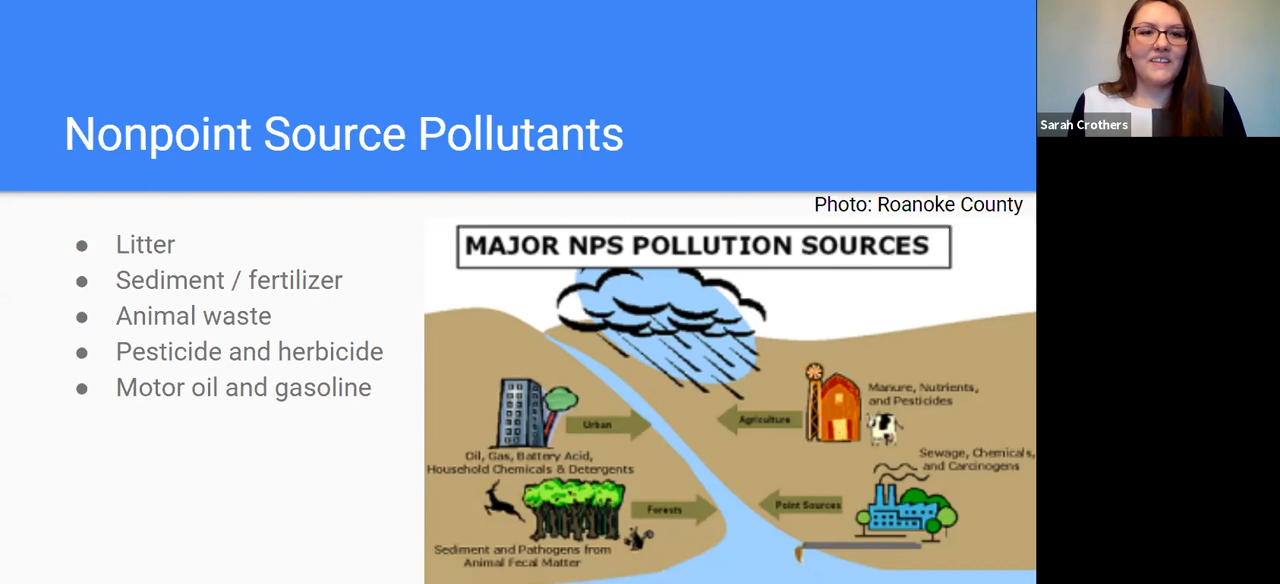 Nonpoint Source Pollutants
Sarah Crothers
Photo: Roanoke County
● Litter
● Sediment / fertilizer
● Animal waste
● Pesticide and herbicide
● Motor oil and gasoline
MAJOR NPS POLLUTION SOURCES
Urban
Oil, Gas, Battery Acid,
Household Chemicals & Detergents
Agriculture
Manure, Nutrients,
and Pesticides
Forests
Sediment and Pathogens from
Animal Fecal Matter
Point Sources
Sewage, Chemicals,
and Carcinogens